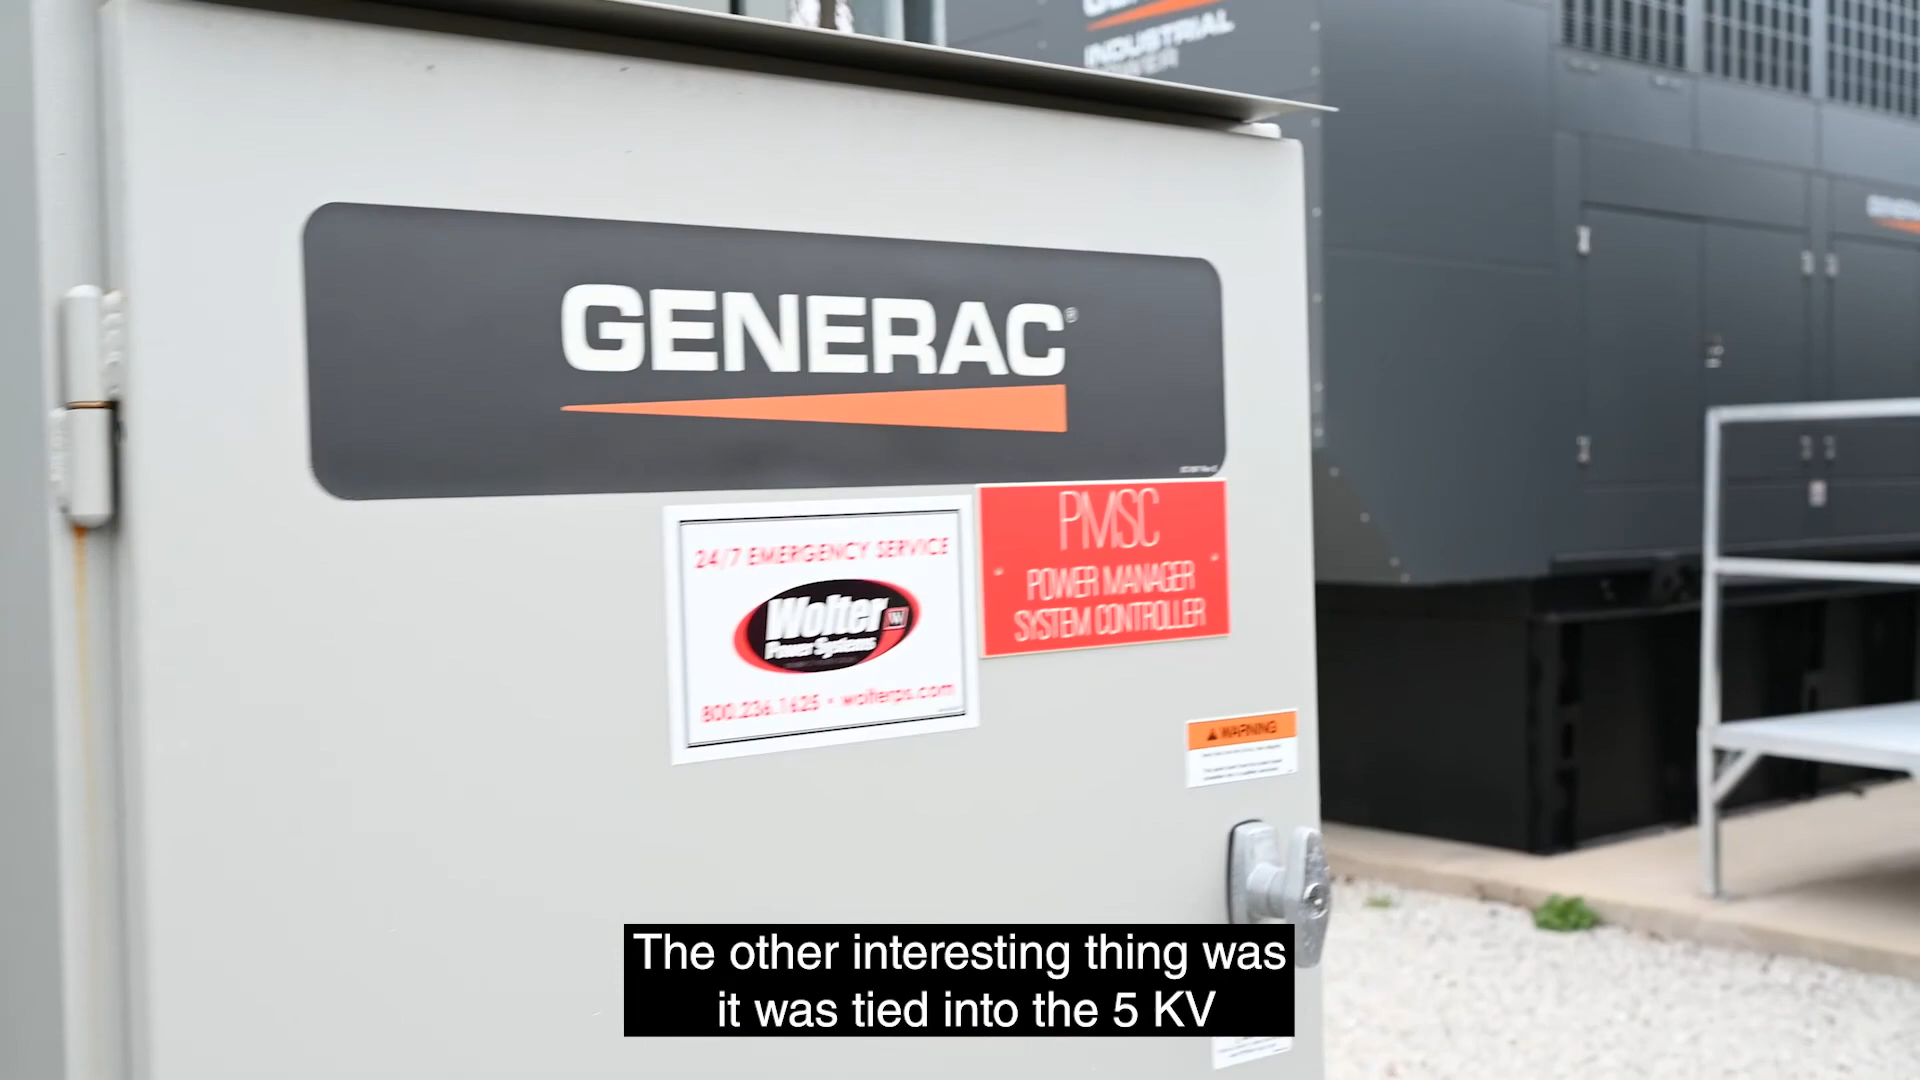 INDUSTRIAL
POWER
GENERAC®
24/7 EMERGENCY SERVICE
Wolter
Power Systems
800.236.1625 • wolterps.com
PMSC
POWER MANAGER
SYSTEM CONTROLLER
WARNING
The other interesting thing was
it was tied into the 5 KV